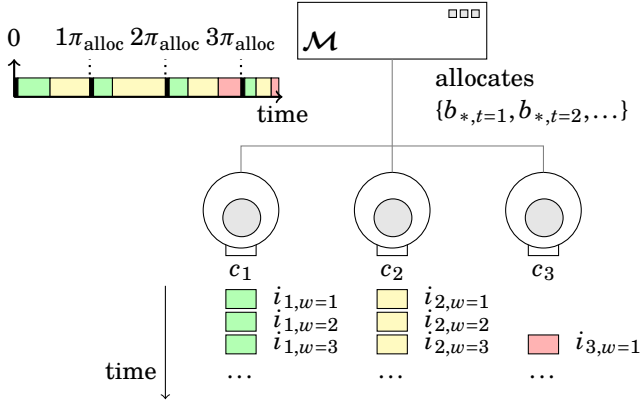 0 1π_alloc 2π_alloc 3π_alloc
time
ℳ
allocates
{b_{*,t=1}, b_{*,t=2}, ...}
c_1 c_2 c_3
i_{1,w=1} i_{2,w=1}
i_{1,w=2} i_{2,w=2}
i_{1,w=3} i_{2,w=3} i_{3,w=1}
time ... ... ...